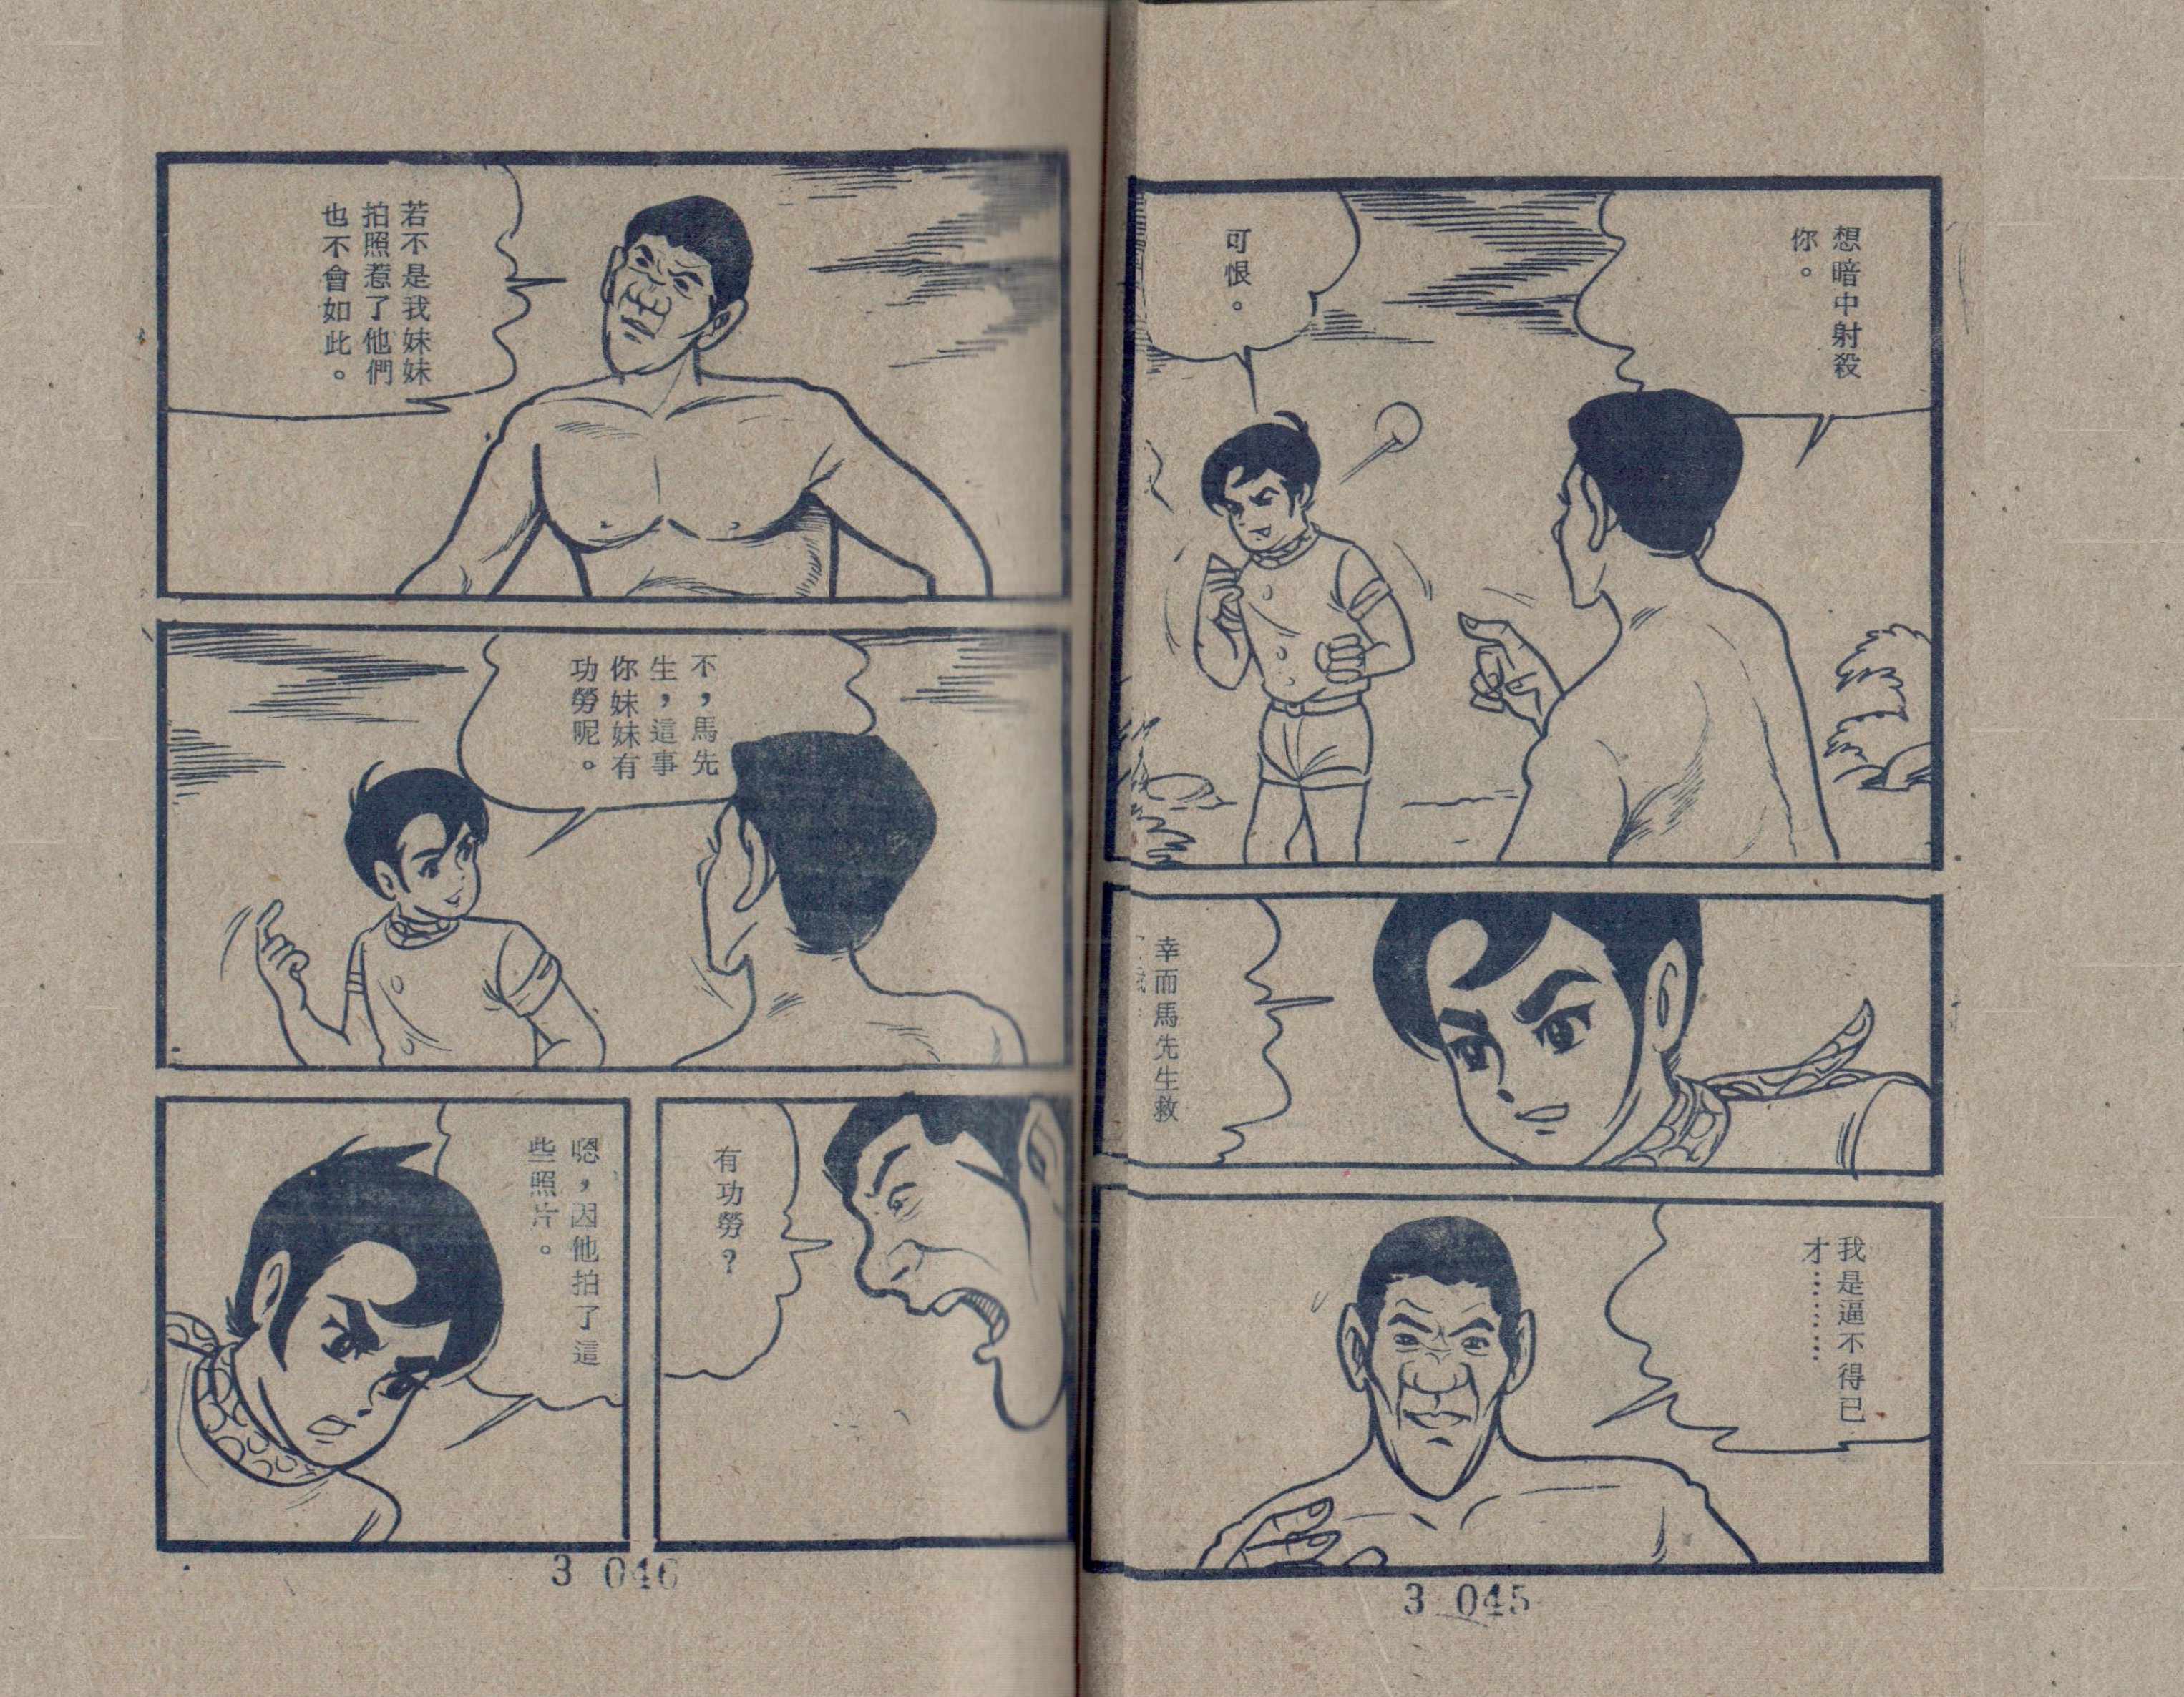 想暗中射殺
你。
可恨。
幸而馬先生救
我是逼不得已
才…………
3 045
若不是我妹妹
拍照惹了他們
也不會如此。
不，馬先
生，這事
你妹妹有
功勞呢。
有功勞？
嗯，因他拍了這
些照片。
3 046